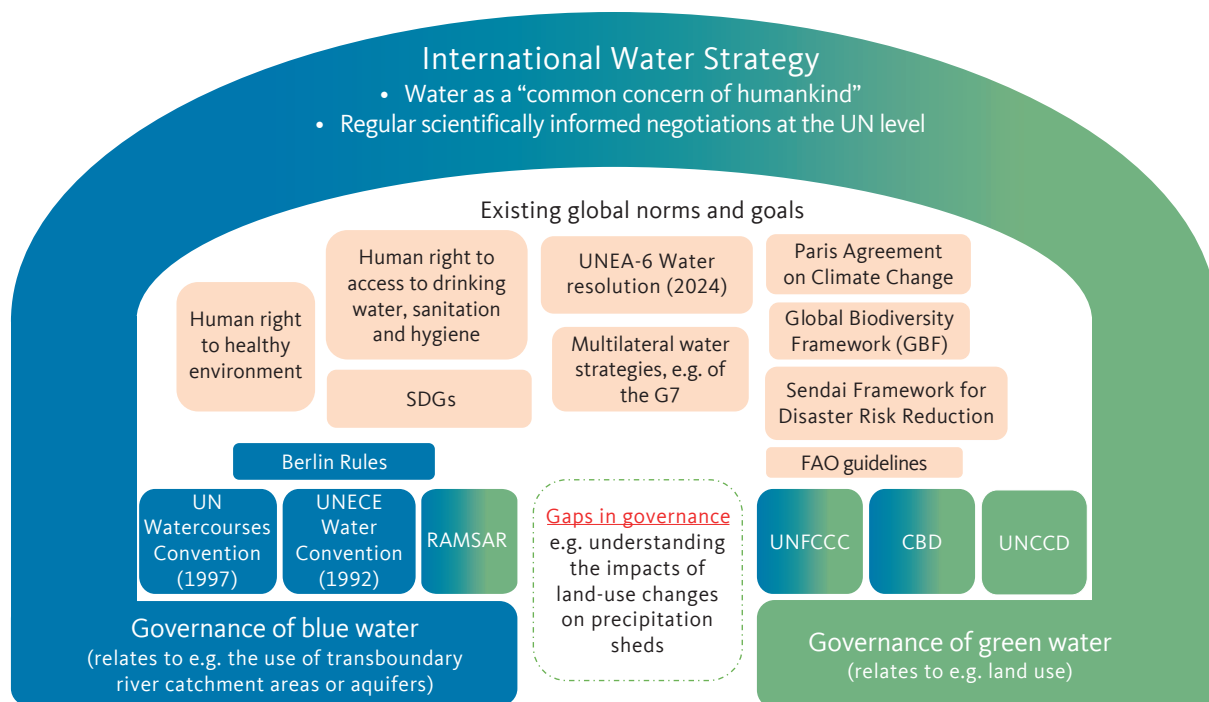 International Water Strategy
• Water as a “common concern of humankind”
• Regular scientifically informed negotiations at the UN level
Existing global norms and goals
Human right
to healthy
environment
Human right to
access to drinking
water, sanitation
and hygiene
SDGs
UNEA-6 Water
resolution (2024)
Multilateral water
strategies, e.g. of
the G7
Paris Agreement
on Climate Change
Global Biodiversity
Framework (GBF)
Sendai Framework for
Disaster Risk Reduction
FAO guidelines
Berlin Rules
UN
Watercourses
Convention
(1997)
UNECE
Water
Convention
(1992)
RAMSAR
Gaps in governance
e.g. understanding
the impacts of
land-use changes
on precipitation
sheds
UNFCCC
CBD
UNCCD
Governance of blue water
(relates to e.g. the use of transboundary
river catchment areas or aquifers)
Governance of green water
(relates to e.g. land use)